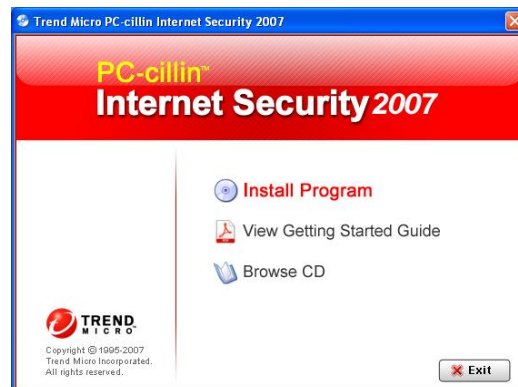 Trend Micro PC-cillin Internet Security 2007
PC-cillin™
Internet Security 2007
Install Program
View Getting Started Guide
Browse CD
TREND
MICRO
Copyright © 1995-2007
Trend Micro Incorporated.
All rights reserved.
Exit